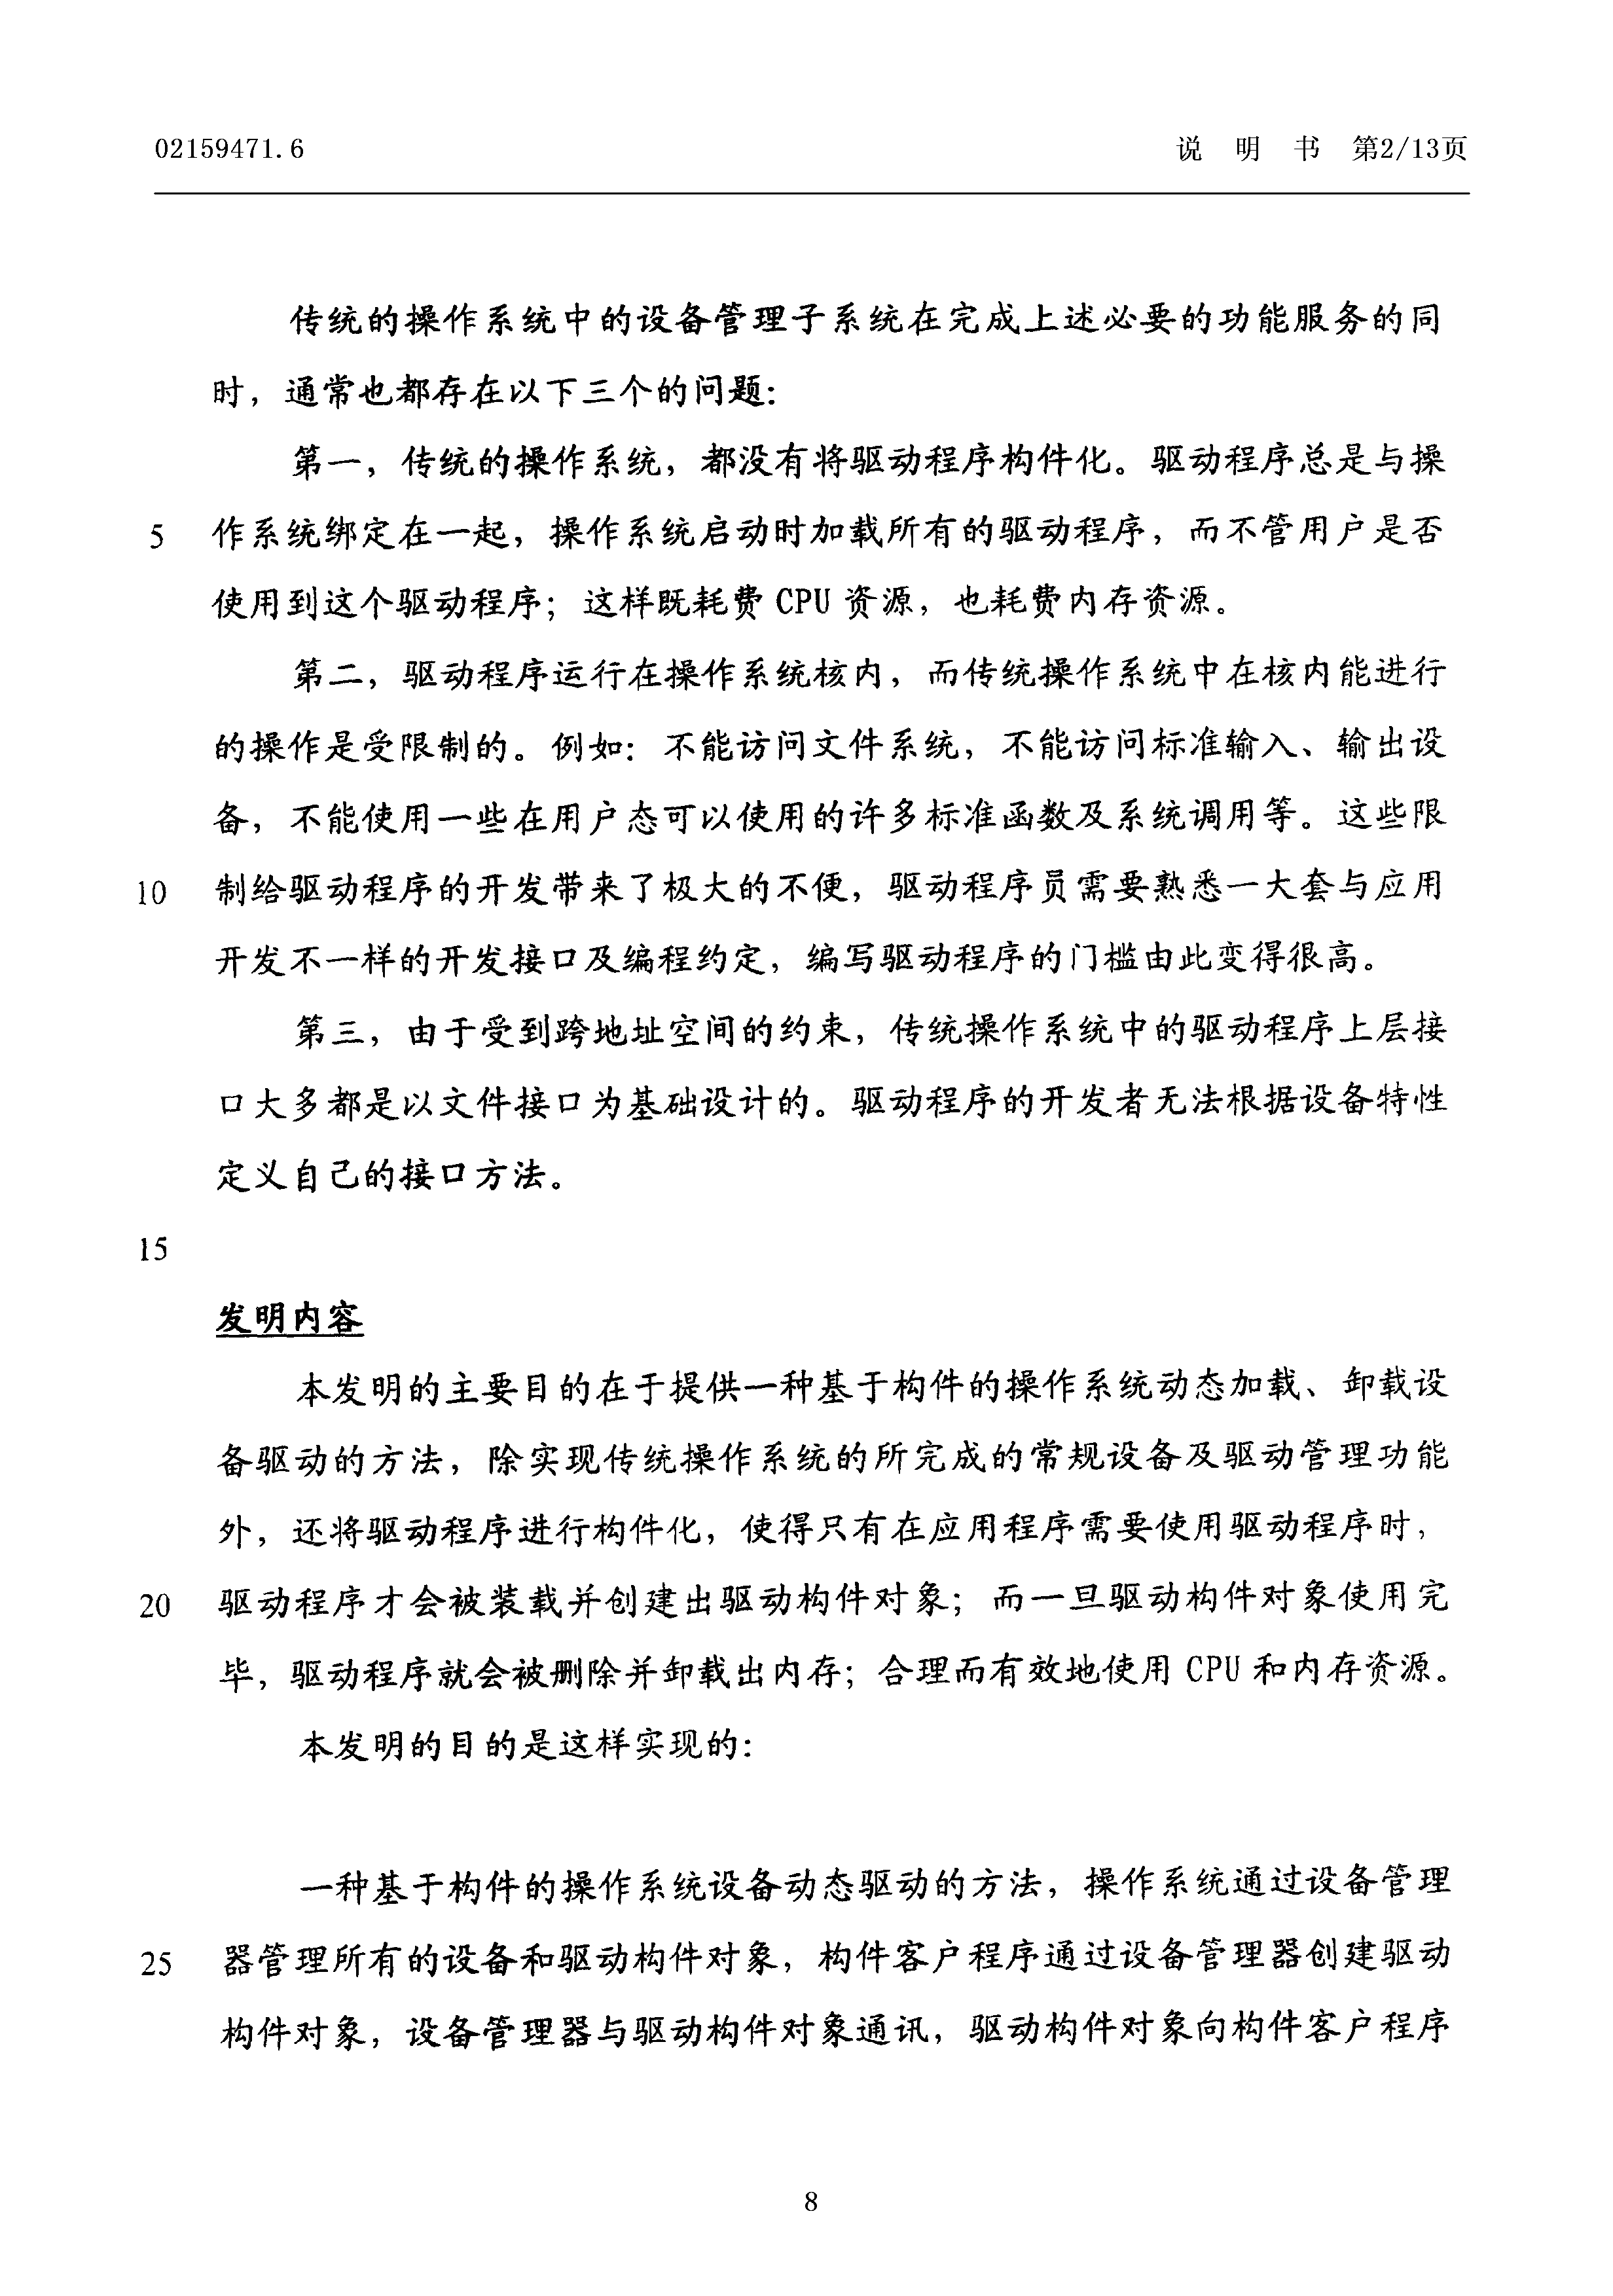 02159471.6 说 明 书 第2/13页
传统的操作系统中的设备管理子系统在完成上述必要的功能服务的同
时，通常也都存在以下三个的问题：
第一，传统的操作系统，都没有将驱动程序构件化。驱动程序总是与操
5 作系统绑定在一起，操作系统启动时加载所有的驱动程序，而不管用户是否
使用到这个驱动程序；这样既耗费 CPU 资源，也耗费内存资源。
第二，驱动程序运行在操作系统核内，而传统操作系统中在核内能进行
的操作是受限制的。例如：不能访问文件系统，不能访问标准输入、输出设
备，不能使用一些在用户态可以使用的许多标准函数及系统调用等。这些限
10 制给驱动程序的开发带来了极大的不便，驱动程序员需要熟悉一大套与应用
开发不一样的开发接口及编程约定，编写驱动程序的门槛由此变得很高。
第三，由于受到跨地址空间的约束，传统操作系统中的驱动程序上层接
口大多都是以文件接口为基础设计的。驱动程序的开发者无法根据设备特性
定义自己的接口方法。
15
发明内容
本发明的主要目的在于提供一种基于构件的操作系统动态加载、卸载设
备驱动的方法，除实现传统操作系统的所完成的常规设备及驱动管理功能
外，还将驱动程序进行构件化，使得只有在应用程序需要使用驱动程序时，
20 驱动程序才会被装载并创建出驱动构件对象；而一旦驱动构件对象使用完
毕，驱动程序就会被删除并卸载出内存；合理而有效地使用 CPU 和内存资源。
本发明的目的是这样实现的：
一种基于构件的操作系统设备动态驱动的方法，操作系统通过设备管理
25 器管理所有的设备和驱动构件对象，构件客户程序通过设备管理器创建驱动
构件对象，设备管理器与驱动构件对象通讯，驱动构件对象向构件客户程序
8